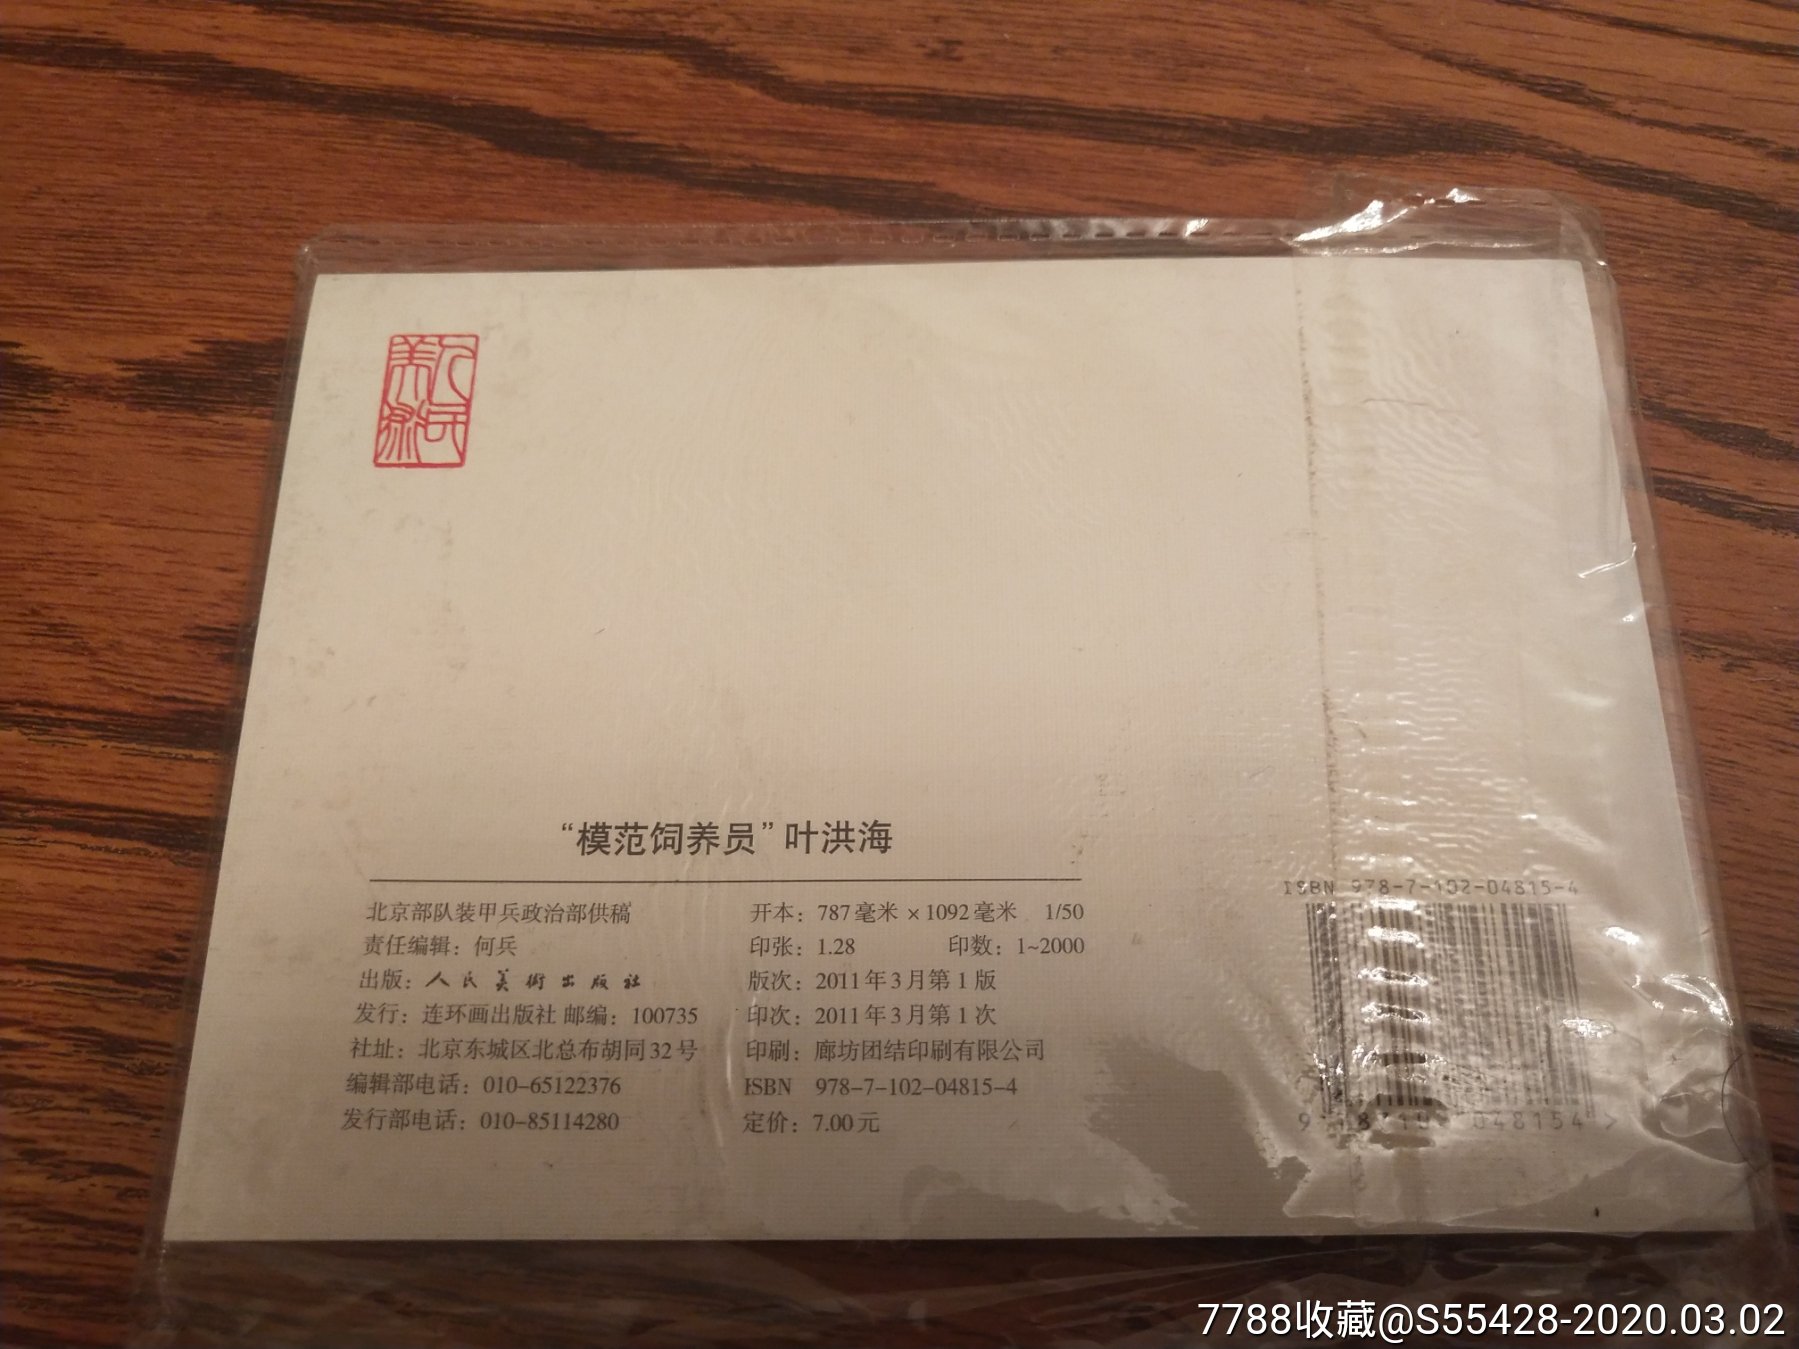 “模范饲养员”叶洪海
北京部队装甲兵政治部供稿
责任编辑：何兵
出版：人民美術出版社
发行：连环画出版社 邮编：100735
社址：北京东城区北总布胡同32号
编辑部电话：010-65122376
发行部电话：010-85114280
开本：787毫米×1092毫米 1/50
印张：1.28 印数：1~2000
版次：2011年3月第1版
印次：2011年3月第1次
印刷：廊坊团结印刷有限公司
ISBN 978-7-102-04815-4
定价：7.00元
ISBN 978-7-102-04815-4
048154 >
7788收藏@S55428-2020.03.02